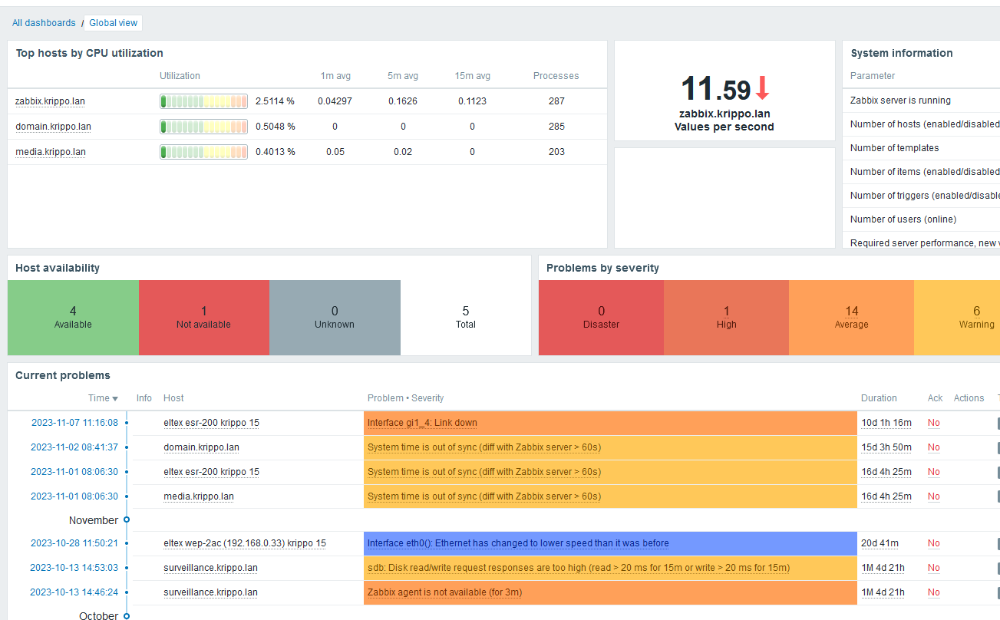 All dashboards / Global view
Top hosts by CPU utilization
Utilization 1m avg 5m avg 15m avg Processes
zabbix.krippo.lan 2.5114 % 0.04297 0.1626 0.1123 287
domain.krippo.lan 0.5048 % 0 0 0 285
media.krippo.lan 0.4013 % 0.05 0.02 0 203
11.59
zabbix.krippo.lan
Values per second
System information
Parameter
Zabbix server is running
Number of hosts (enabled/disabled
Number of templates
Number of items (enabled/disabled
Number of triggers (enabled/disable
Number of users (online)
Required server performance, new v
Host availability
4 1 0 5
Available Not available Unknown Total
Problems by severity
0 1 14 6
Disaster High Average Warning
Current problems
Time Info Host Problem • Severity Duration Ack Actions
2023-11-07 11:16:08 eltex esr-200 krippo 15 Interface gi1_4: Link down 10d 1h 16m No
2023-11-02 08:41:37 domain.krippo.lan System time is out of sync (diff with Zabbix server > 60s) 15d 3h 50m No
2023-11-01 08:06:30 eltex esr-200 krippo 15 System time is out of sync (diff with Zabbix server > 60s) 16d 4h 25m No
2023-11-01 08:06:30 media.krippo.lan System time is out of sync (diff with Zabbix server > 60s) 16d 4h 25m No
November
2023-10-28 11:50:21 eltex wep-2ac (192.168.0.33) krippo 15 Interface eth0(): Ethernet has changed to lower speed than it was before 20d 41m No
2023-10-13 14:53:03 surveillance.krippo.lan sdb: Disk read/write request responses are too high (read > 20 ms for 15m or write > 20 ms for 15m) 1M 4d 21h No
2023-10-13 14:46:24 surveillance.krippo.lan Zabbix agent is not available (for 3m) 1M 4d 21h No
October